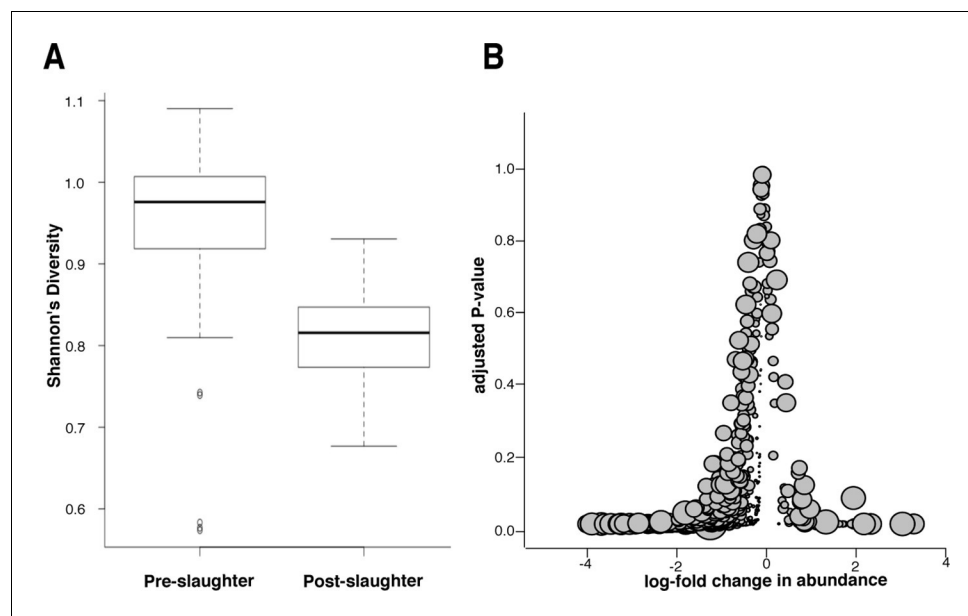 A
1.1
1.0
0.9
0.8
0.7
0.6
Shannon's Diversity
Pre-slaughter
Post-slaughter
B
1.0
0.8
0.6
0.4
0.2
0.0
adjusted P-value
-4
-2
0
2
4
log-fold change in abundance